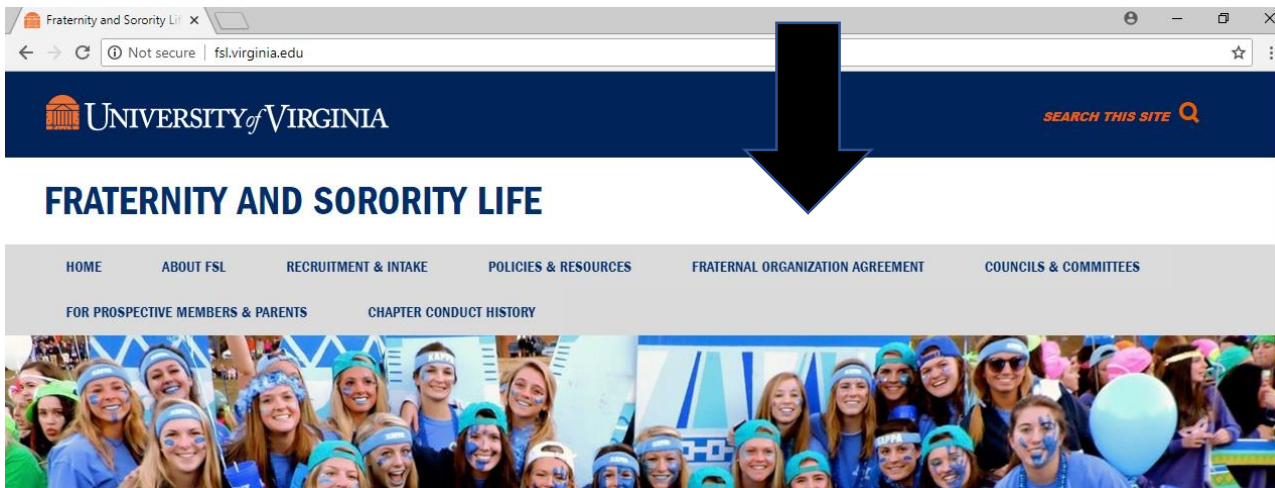 Fraternity and Sorority Lif
Not secure | fsl.virginia.edu
UNIVERSITY of VIRGINIA
SEARCH THIS SITE
FRATERNITY AND SORORITY LIFE
HOME ABOUT FSL RECRUITMENT & INTAKE POLICIES & RESOURCES FRATERNAL ORGANIZATION AGREEMENT COUNCILS & COMMITTEES
FOR PROSPECTIVE MEMBERS & PARENTS CHAPTER CONDUCT HISTORY
KAPPA
KAPPA